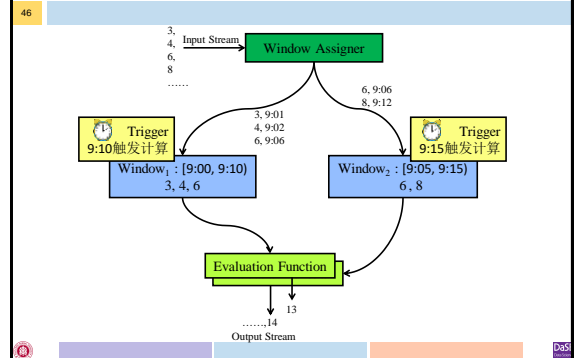 46
3,
4,
6,
8
……
Input Stream
Window Assigner
3, 9:01
4, 9:02
6, 9:06
6, 9:06
8, 9:12
Trigger
9:10触发计算
Window1 : [9:00, 9:10)
3, 4, 6
Trigger
9:15触发计算
Window2 : [9:05, 9:15)
6 , 8
Evaluation Function
13
……,14
Output Stream
DaSE